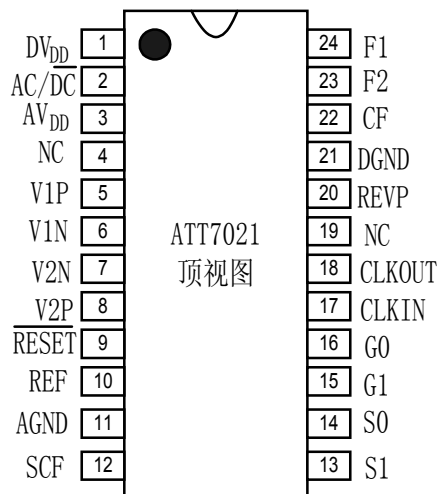 DVDD 1 24 F1
AC/DC 2 23 F2
AVDD 3 22 CF
NC 4 21 DGND
V1P 5 20 REVP
V1N 6 19 NC
ATT7021
V2N 7 18 CLKOUT
顶视图
V2P 8 17 CLKIN
RESET 9 16 G0
REF 10 15 G1
AGND 11 14 S0
SCF 12 13 S1